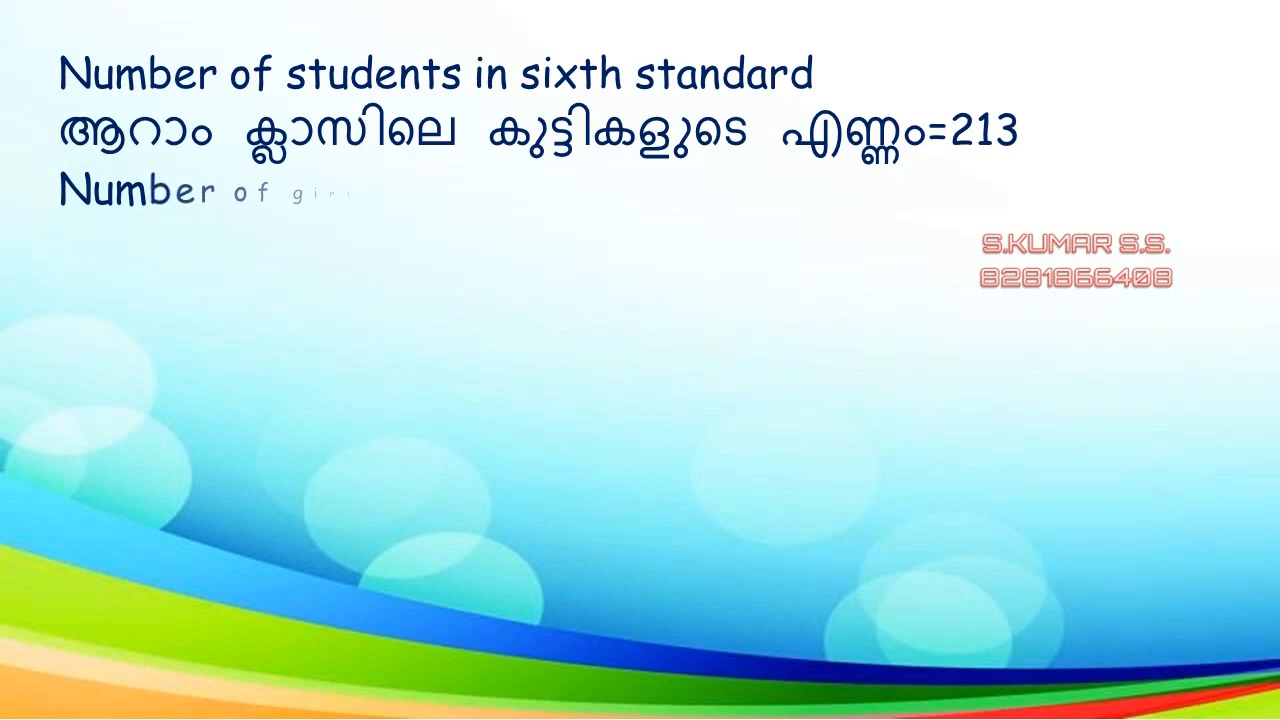 Number of students in sixth standard
ആറാം ക്ലാസിലെ കുട്ടികളുടെ എണ്ണം=213
Number of
S.KUMAR S.S.
8281866408